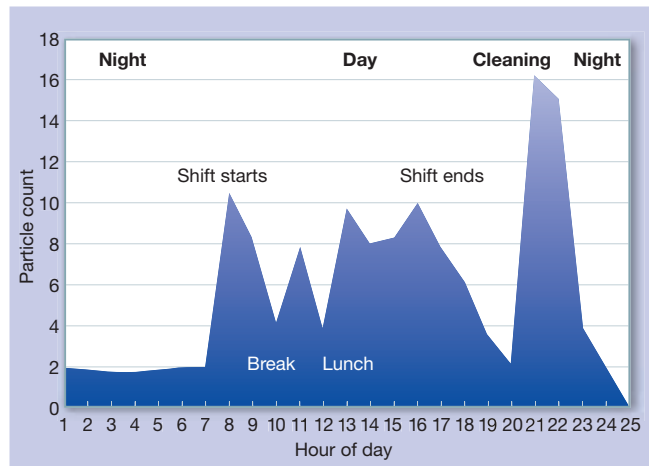 18
Night Day Cleaning Night
16
14
12
Shift starts Shift ends
10
Particle count
8
6
4
Break Lunch
2
0
1 2 3 4 5 6 7 8 9 10 11 12 13 14 15 16 17 18 19 20 21 22 23 24 25
Hour of day